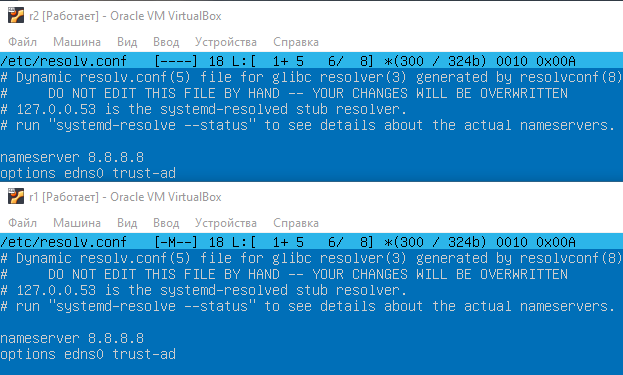 r2 [Работает] - Oracle VM VirtualBox
Файл Машина Вид Ввод Устройства Справка
/etc/resolv.conf [----] 18 L:[ 1+ 5 6/ 8] *(300 / 324b) 0010 0x00A
# Dynamic resolv.conf(5) file for glibc resolver(3) generated by resolvconf(8)
# DO NOT EDIT THIS FILE BY HAND -- YOUR CHANGES WILL BE OVERWRITTEN
# 127.0.0.53 is the systemd-resolved stub resolver.
# run "systemd-resolve --status" to see details about the actual nameservers.
nameserver 8.8.8.8
options edns0 trust-ad
r1 [Работает] - Oracle VM VirtualBox
Файл Машина Вид Ввод Устройства Справка
/etc/resolv.conf [-M--] 18 L:[ 1+ 5 6/ 8] *(300 / 324b) 0010 0x00A
# Dynamic resolv.conf(5) file for glibc resolver(3) generated by resolvconf(8)
# DO NOT EDIT THIS FILE BY HAND -- YOUR CHANGES WILL BE OVERWRITTEN
# 127.0.0.53 is the systemd-resolved stub resolver.
# run "systemd-resolve --status" to see details about the actual nameservers.
nameserver 8.8.8.8
options edns0 trust-ad